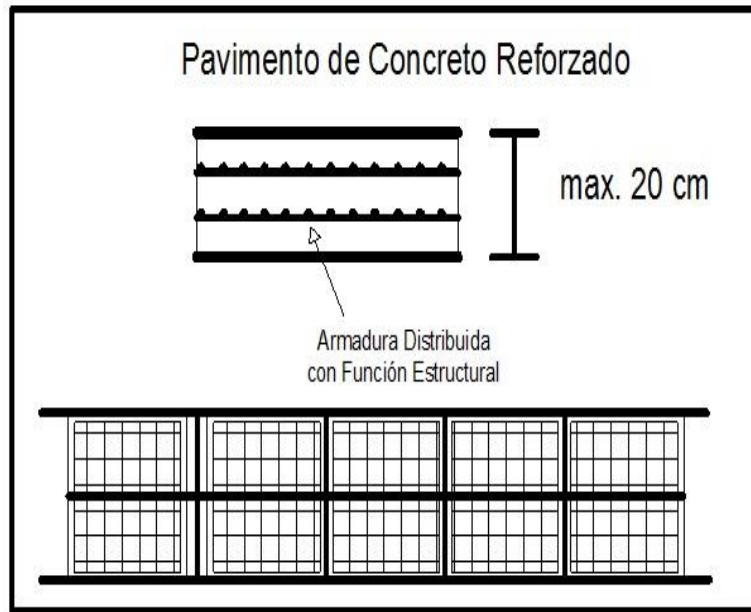 Pavimento de Concreto Reforzado
max. 20 cm
Armadura Distribuida
con Función Estructural